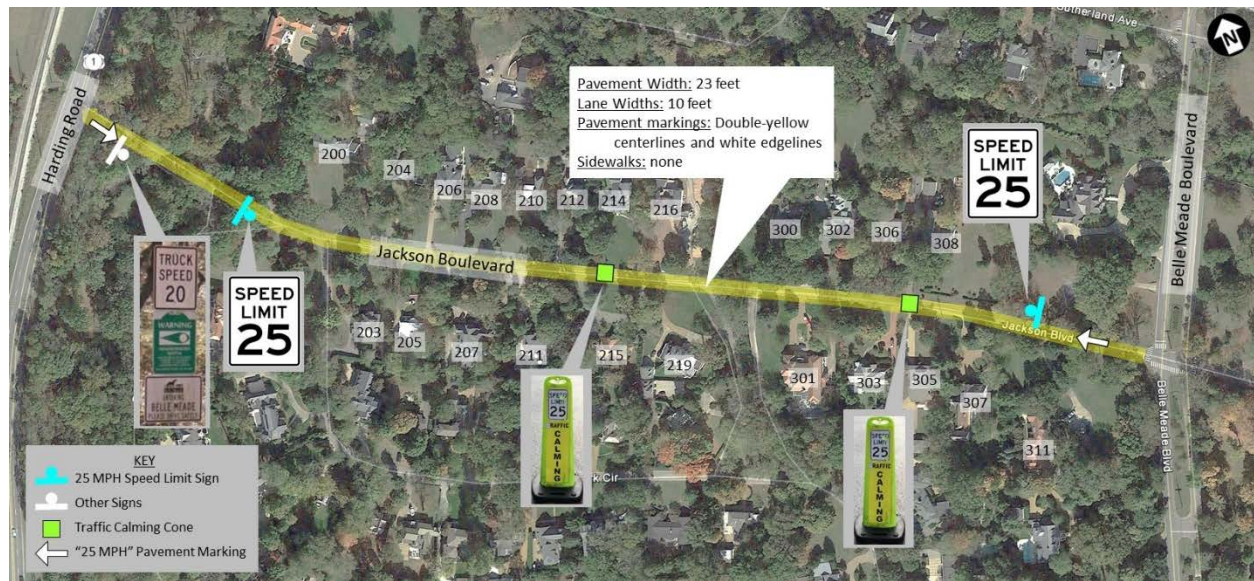 Sutherland Ave
N
1
Harding Road
Pavement Width: 23 feet
Lane Widths: 10 feet
Pavement markings: Double-yellow
centerlines and white edgelines
Sidewalks: none
SPEED
LIMIT
25
Belle Meade Boulevard
200
204
206
208
210
212
214
216
300
302
306
308
Jackson Boulevard
Jackson Blvd
TRUCK
SPEED
20
WARNING
BELLE MEADE
SPEED
LIMIT
25
203
205
207
211
215
219
301
303
305
307
311
Belle Meade Blvd
SPEED
LIMIT
25
TRAFFIC
CALMING
SPEED
LIMIT
25
TRAFFIC
CALMING
k Cir
KEY
25 MPH Speed Limit Sign
Other Signs
Traffic Calming Cone
“25 MPH” Pavement Marking